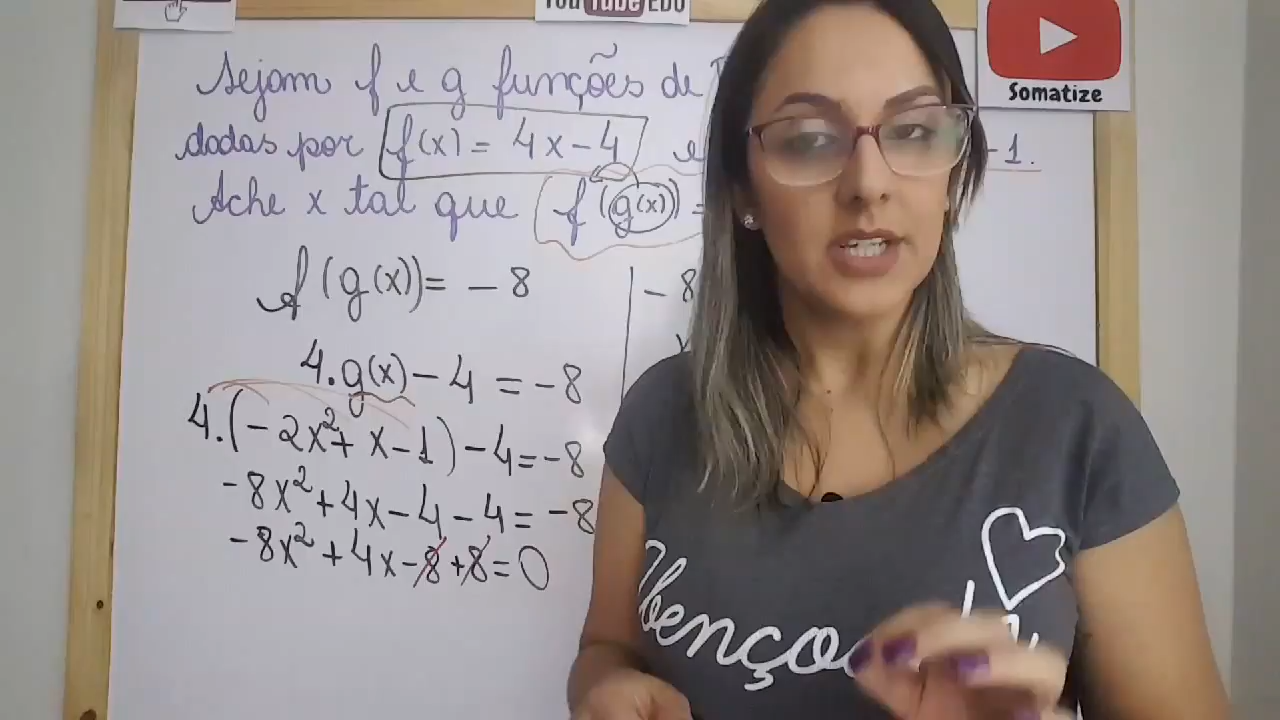 YouTube EDU
Somatize
Sejam f e g funções de
dadas por f(x) = 4x - 4 e -1.
Ache x tal que f(g(x)) =
f(g(x)) = -8
-8
4.g(x) - 4 = -8
4.(-2x²+ x - 1) - 4 = -8
-8x² + 4x - 4 - 4 = -8
-8x² + 4x - 8 + 8 = 0